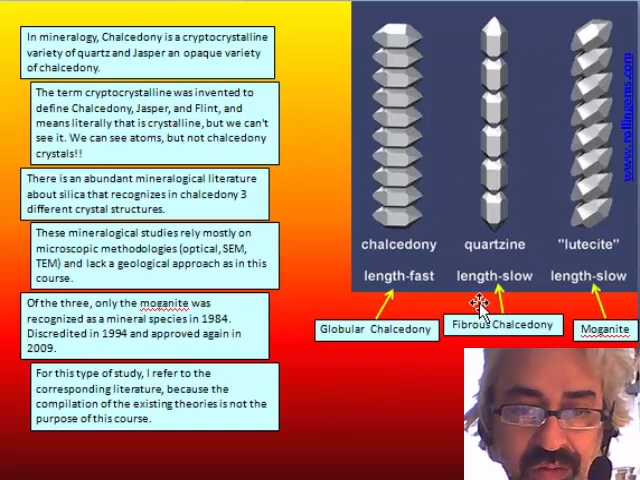 In mineralogy, Chalcedony is a cryptocrystalline
variety of quartz and Jasper an opaque variety
of chalcedony.
The term cryptocrystalline was invented to
define Chalcedony, Jasper, and Flint, and
means literally that is crystalline, but we can't
see it. We can see atoms, but not chalcedony
crystals!!
There is an abundant mineralogical literature
about silica that recognizes in chalcedony 3
different crystal structures.
These mineralogical studies rely mostly on
microscopic methodologies (optical, SEM,
TEM) and lack a geological approach as in this
course.
Of the three, only the moganite was
recognized as a mineral species in 1984.
Discredited in 1994 and approved again in
2009.
For this type of study, I refer to the
corresponding literature, because the
compilation of the existing theories is not the
purpose of this course.
chalcedony quartzine "lutecite"
length-fast length-slow length-slow
Globular Chalcedony Fibrous Chalcedony Moganite
www.rollingems.com